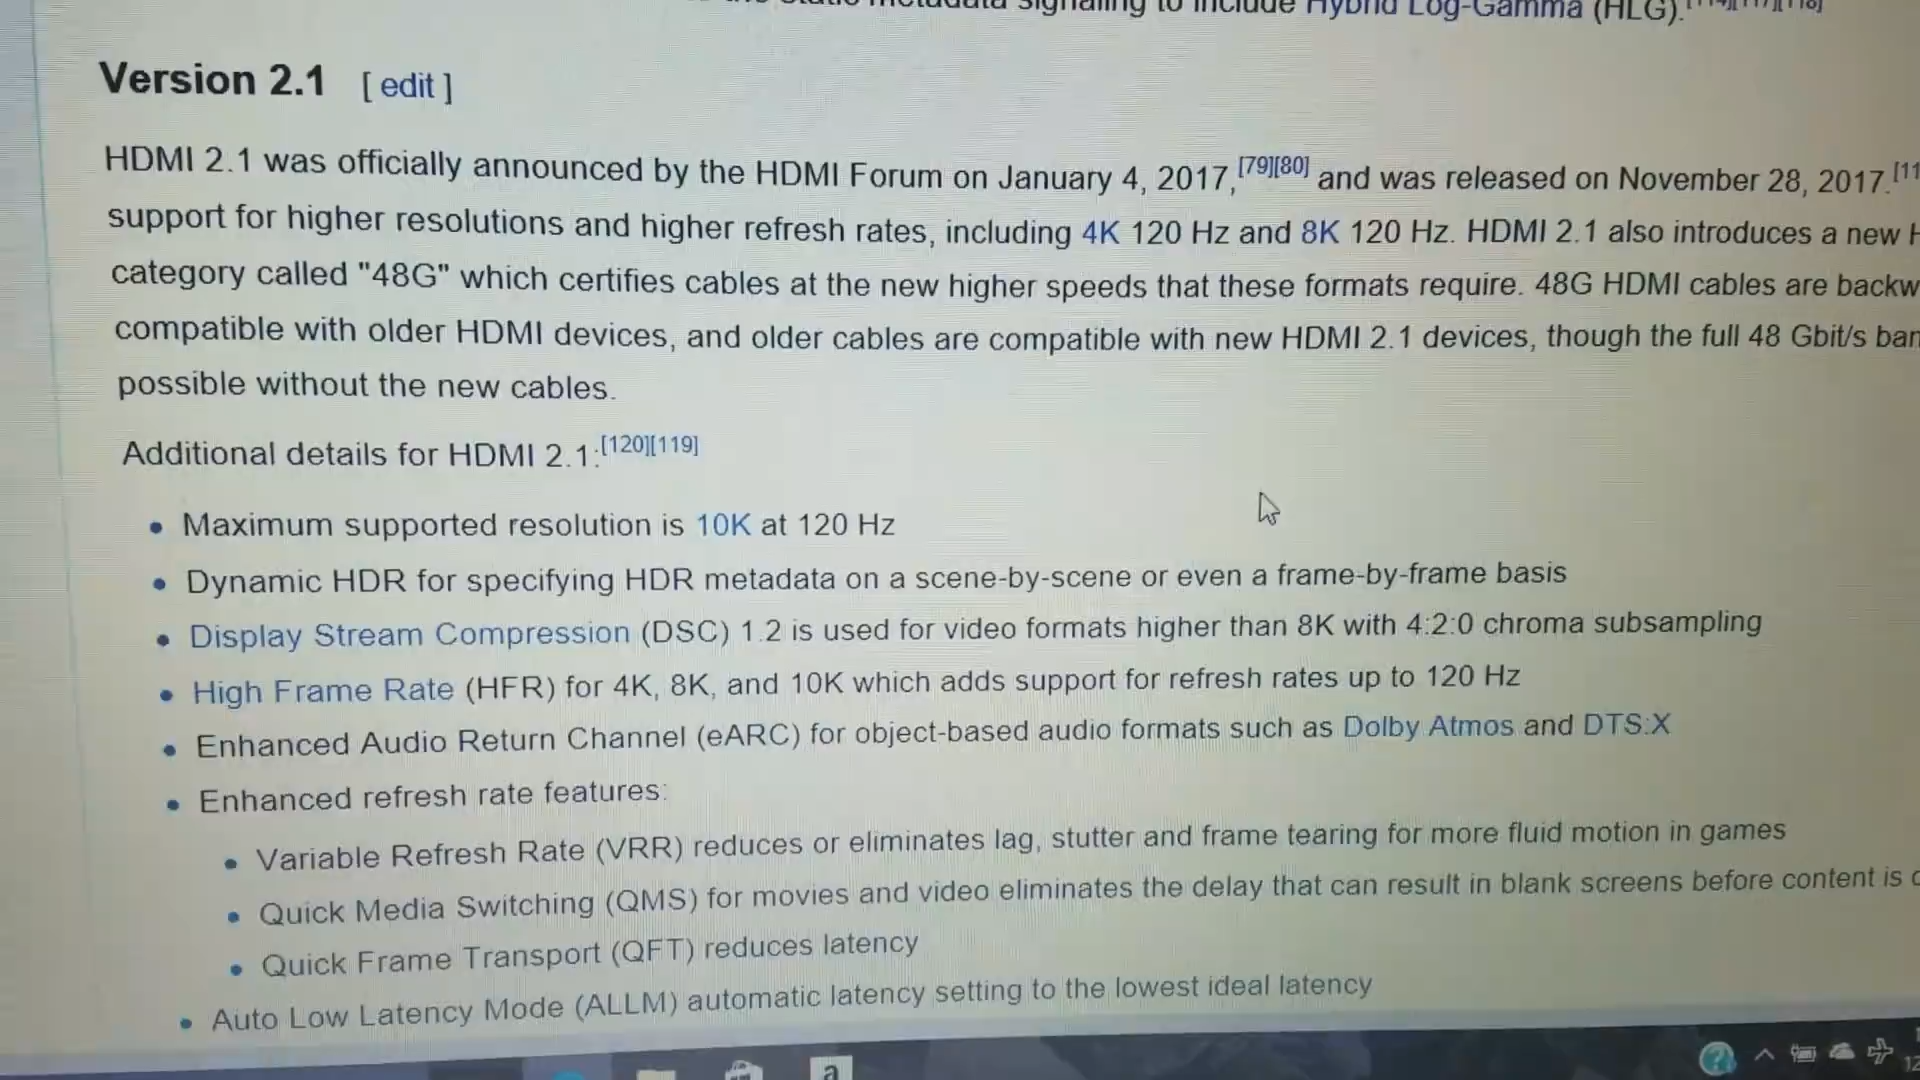 signaling to include Hybrid Log-Gamma (HLG).
Version 2.1 [ edit ]
HDMI 2.1 was officially announced by the HDMI Forum on January 4, 2017,[79][80] and was released on November 28, 2017.[11
support for higher resolutions and higher refresh rates, including 4K 120 Hz and 8K 120 Hz. HDMI 2.1 also introduces a new H
category called "48G" which certifies cables at the new higher speeds that these formats require. 48G HDMI cables are backw
compatible with older HDMI devices, and older cables are compatible with new HDMI 2.1 devices, though the full 48 Gbit/s ban
possible without the new cables.
Additional details for HDMI 2.1:[120][119]
• Maximum supported resolution is 10K at 120 Hz
• Dynamic HDR for specifying HDR metadata on a scene-by-scene or even a frame-by-frame basis
• Display Stream Compression (DSC) 1.2 is used for video formats higher than 8K with 4:2:0 chroma subsampling
• High Frame Rate (HFR) for 4K, 8K, and 10K which adds support for refresh rates up to 120 Hz
• Enhanced Audio Return Channel (eARC) for object-based audio formats such as Dolby Atmos and DTS:X
• Enhanced refresh rate features:
• Variable Refresh Rate (VRR) reduces or eliminates lag, stutter and frame tearing for more fluid motion in games
• Quick Media Switching (QMS) for movies and video eliminates the delay that can result in blank screens before content is
• Quick Frame Transport (QFT) reduces latency
• Auto Low Latency Mode (ALLM) automatic latency setting to the lowest ideal latency
a